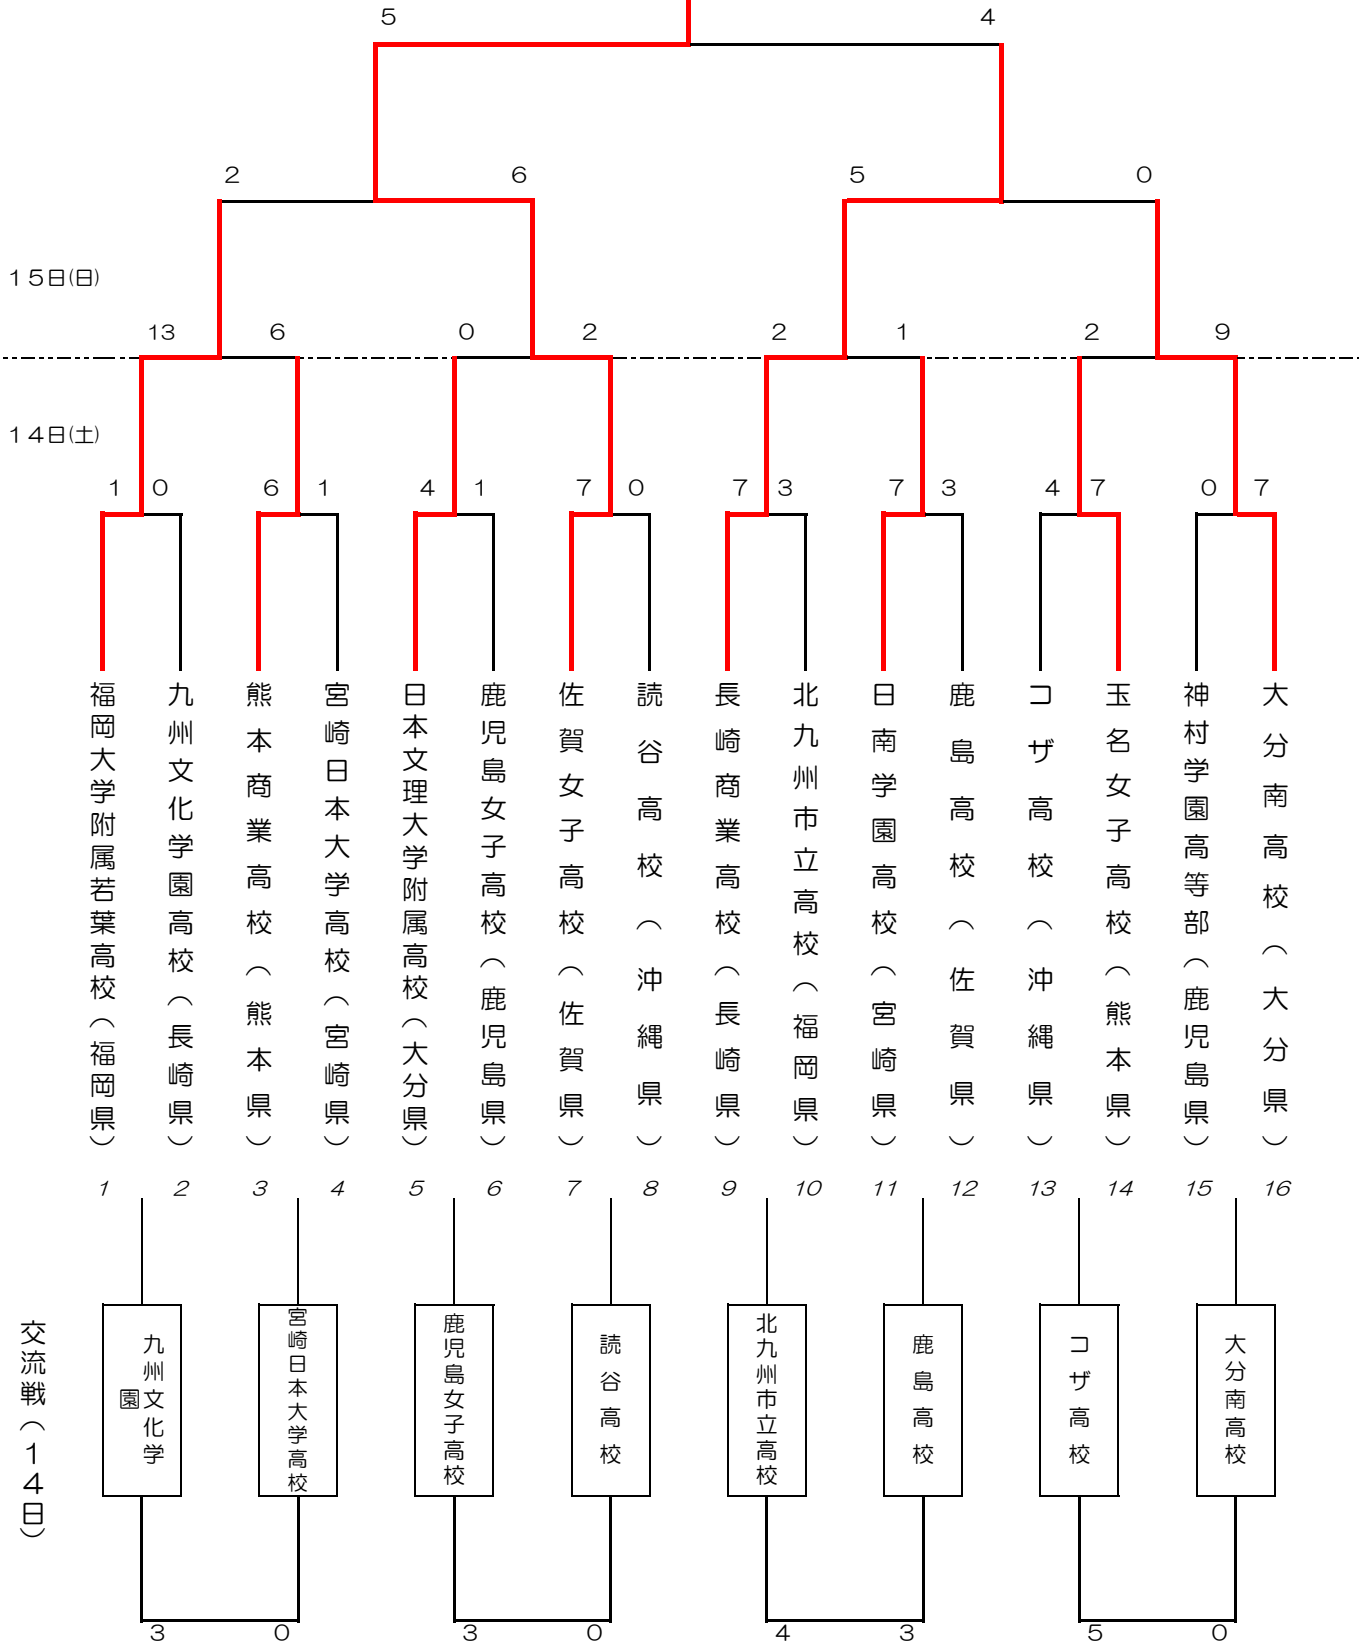 5 4
2 6 5 0
15日(日)
13 6 0 2 2 1 2 9
14日(土)
1 0 6 1 4 1 7 0 7 3 7 3 4 7 0 7
福岡大学附属若葉高校(福岡県)
九州文化学園高校(長崎県)
熊本商業高校(熊本県)
宮崎日本大学高校(宮崎県)
日本文理大学附属高校(大分県)
鹿児島女子高校(鹿児島県)
佐賀女子高校(佐賀県)
読谷高校(沖縄県)
長崎商業高校(長崎県)
北九州市立高校(福岡県)
日南学園高校(宮崎県)
鹿島高校(佐賀県)
コザ高校(沖縄県)
玉名女子高校(熊本県)
神村学園高等部(鹿児島県)
大分南高校(大分県)
1 2 3 4 5 6 7 8 9 10 11 12 13 14 15 16
交流戦(14日)
九州文化学
園
宮崎日本大学高校
鹿児島女子高校
読谷高校
北九州市立高校
鹿島高校
コザ高校
大分南高校
3 0 3 0 4 3 5 0